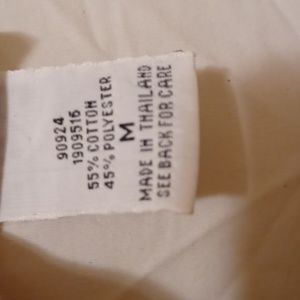 90924
1909516
55% COTTON
45% POLYESTER
M
MADE IN THAILAND
SEE BACK FOR CARE